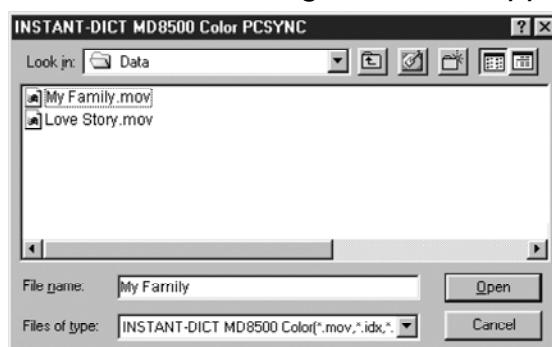 INSTANT-DICT MD8500 Color PCSYNC
Look in: Data
My Family.mov
Love Story.mov
File name: My Family Open
Files of type: INSTANT-DICT MD8500 Color(*.mov,*.idx,*. Cancel